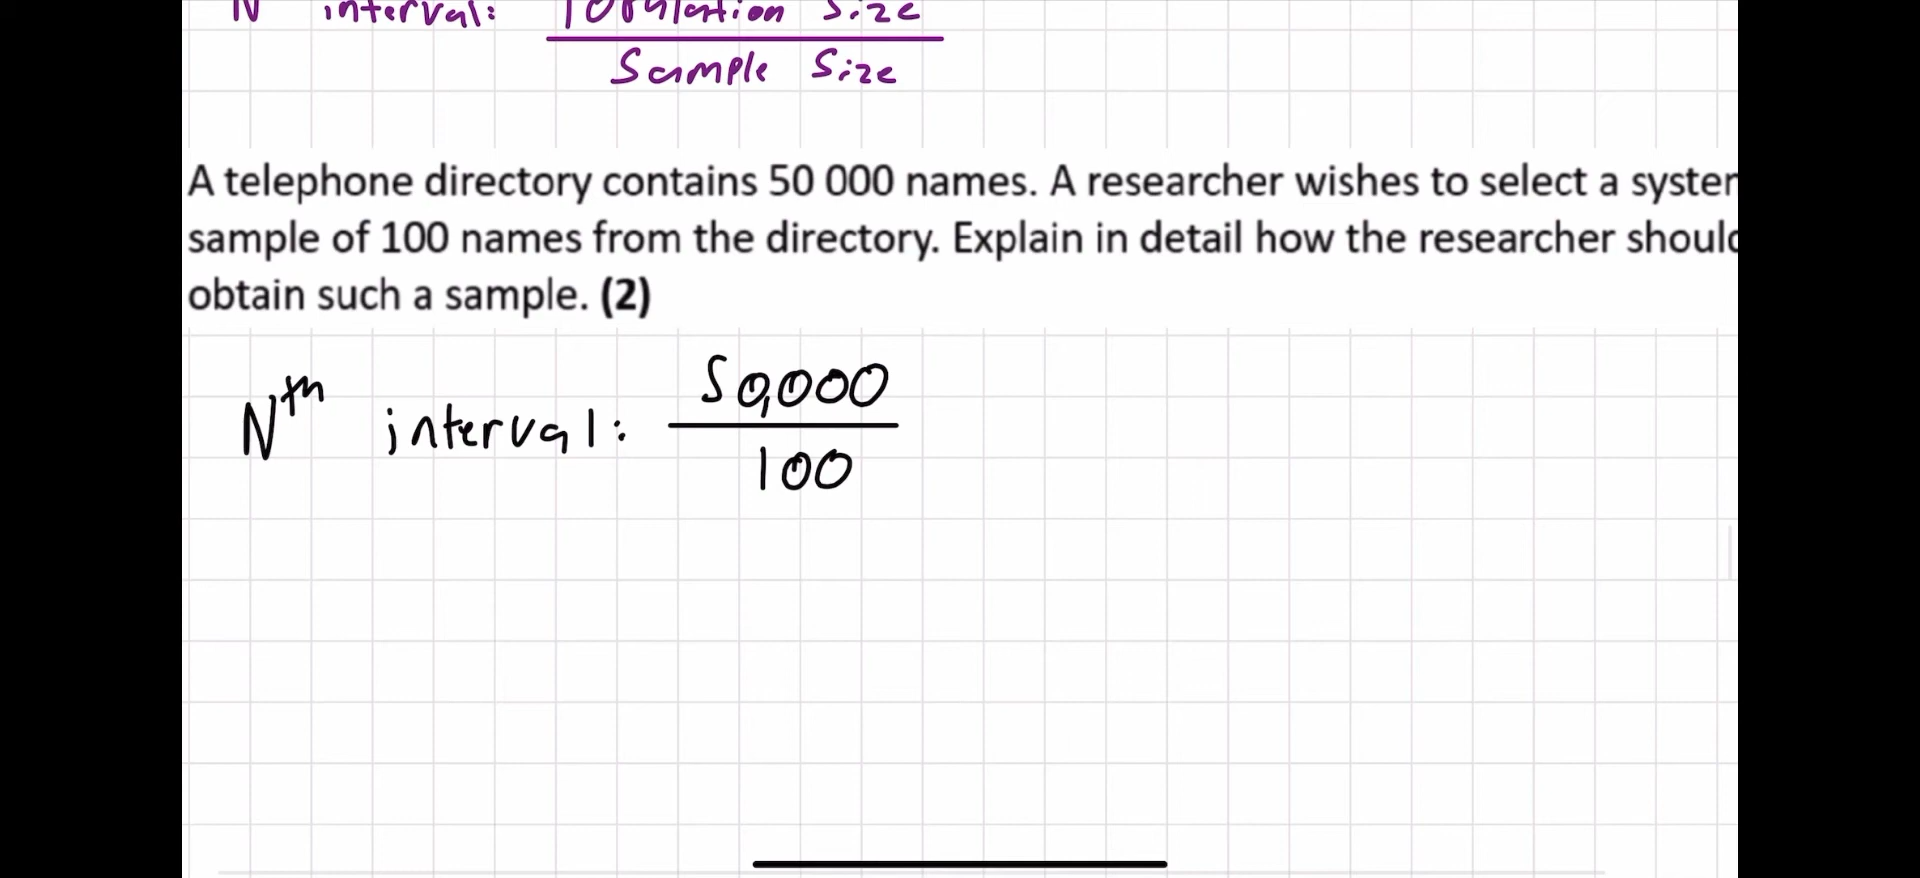 N interval: Population Size
Sample Size
A telephone directory contains 50 000 names. A researcher wishes to select a syster
sample of 100 names from the directory. Explain in detail how the researcher should
obtain such a sample. (2)
Nth interval: 50,000
100